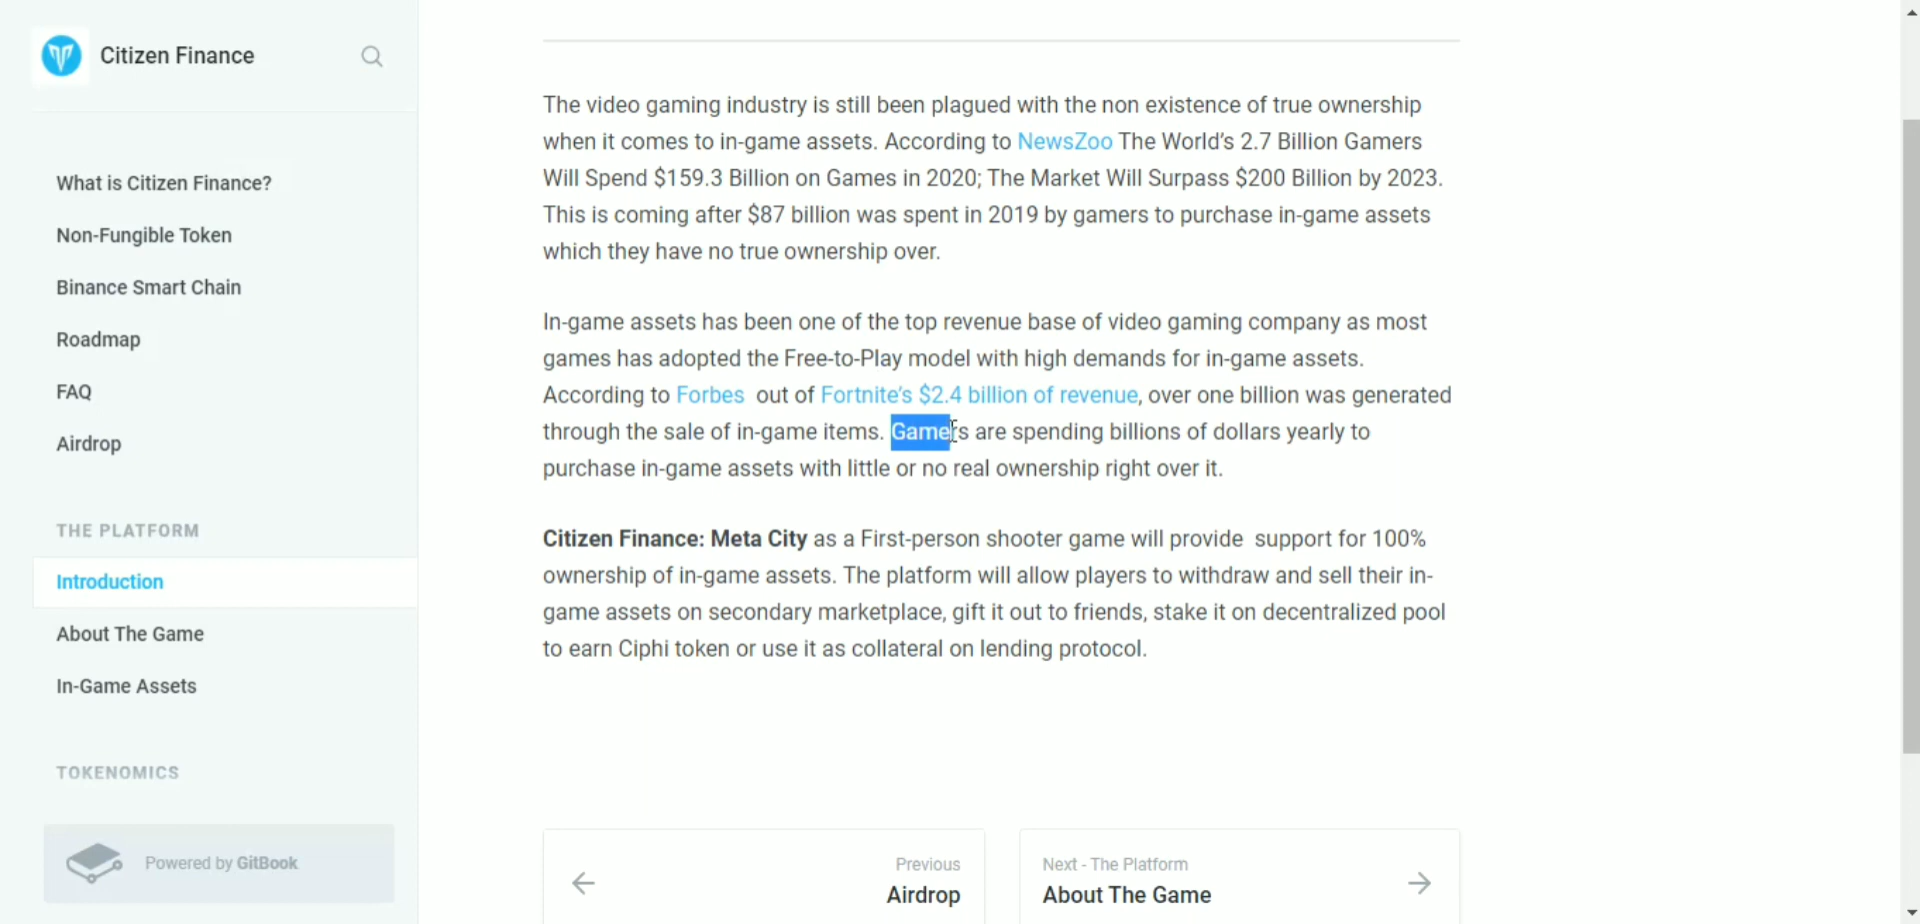 Citizen Finance
What is Citizen Finance?
Non-Fungible Token
Binance Smart Chain
Roadmap
FAQ
Airdrop
THE PLATFORM
Introduction
About The Game
In-Game Assets
TOKENOMICS
Powered by GitBook
The video gaming industry is still been plagued with the non existence of true ownership
when it comes to in-game assets. According to NewsZoo The World’s 2.7 Billion Gamers
Will Spend $159.3 Billion on Games in 2020; The Market Will Surpass $200 Billion by 2023.
This is coming after $87 billion was spent in 2019 by gamers to purchase in-game assets
which they have no true ownership over.
In-game assets has been one of the top revenue base of video gaming company as most
games has adopted the Free-to-Play model with high demands for in-game assets.
According to Forbes out of Fortnite’s $2.4 billion of revenue, over one billion was generated
through the sale of in-game items. Gamers are spending billions of dollars yearly to
purchase in-game assets with little or no real ownership right over it.
Citizen Finance: Meta City as a First-person shooter game will provide support for 100%
ownership of in-game assets. The platform will allow players to withdraw and sell their in-
game assets on secondary marketplace, gift it out to friends, stake it on decentralized pool
to earn Ciphi token or use it as collateral on lending protocol.
Previous
Airdrop
Next - The Platform
About The Game